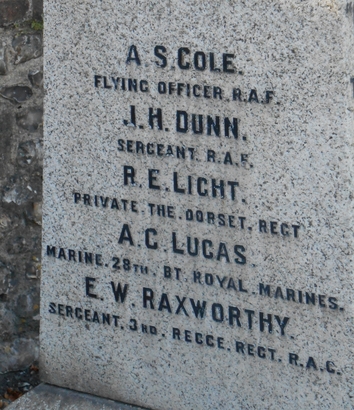 A. S. COLE.
FLYING OFFICER. R.A.F.
J. H. DUNN.
SERGEANT. R.A.F.
R. E. LIGHT.
PRIVATE. THE. DORSET. REGT
A. C. LUCAS.
MARINE. 28TH. BT. ROYAL. MARINES.
E. W. RAXWORTHY.
SERGEANT. 3RD. RECCE. REGT. R.A.C.